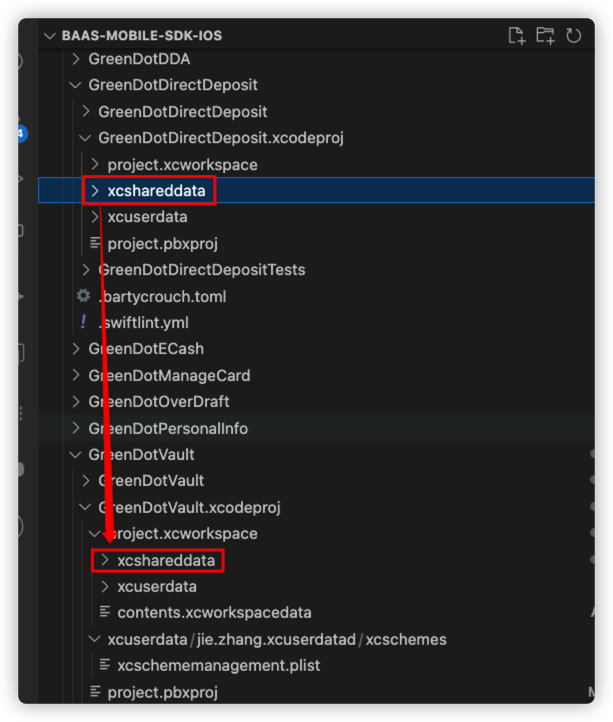 BAAS-MOBILE-SDK-IOS
GreenDotDDA
GreenDotDirectDeposit
GreenDotDirectDeposit
GreenDotDirectDeposit.xcodeproj
project.xcworkspace
xcshareddata
xcuserdata
project.pbxproj
GreenDotDirectDepositTests
.bartycrouch.toml
! .swiftlint.yml
GreenDotECash
GreenDotManageCard
GreenDotOverDraft
GreenDotPersonalInfo
GreenDotVault
GreenDotVault
GreenDotVault.xcodeproj
project.xcworkspace
xcshareddata
xcuserdata
contents.xcworkspacedata
xcuserdata/jie.zhang.xcuserdatad/xcschemes
xcschememanagement.plist
project.pbxproj